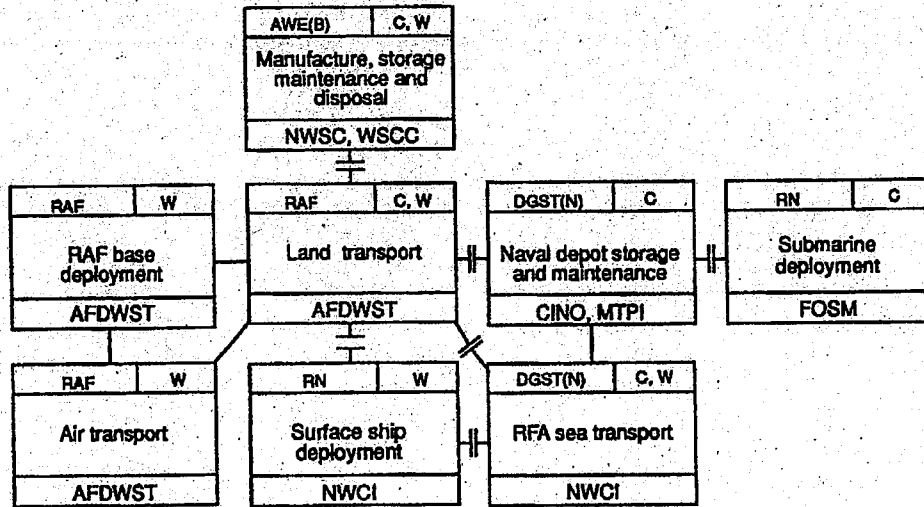 AWE(B) C, W
Manufacture, storage
maintenance and
disposal
NWSC, WSCC
RAF W
RAF base
deployment
AFDWST
RAF C, W
Land transport
AFDWST
DGST(N) C
Naval depot storage
and maintenance
CINO, MTPI
RN C
Submarine
deployment
FOSM
RAF W
Air transport
AFDWST
RN W
Surface ship
deployment
NWCI
DGST(N) C, W
RFA sea transport
NWCI